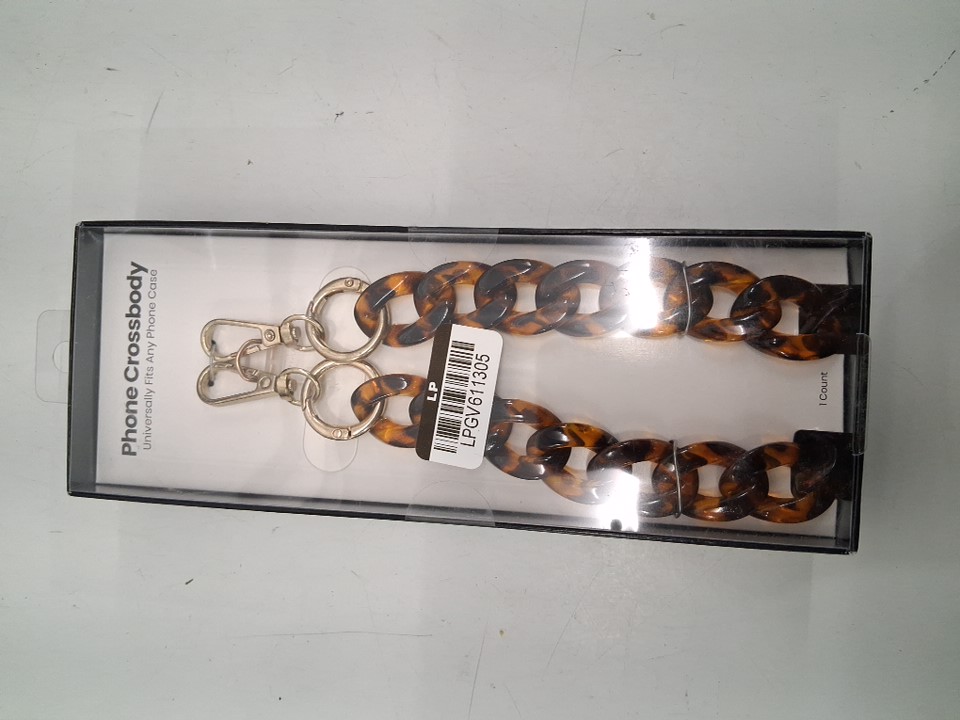 Phone Crossbody
Universally Fits Any Phone Case
LP
LPGV611305
1 Count